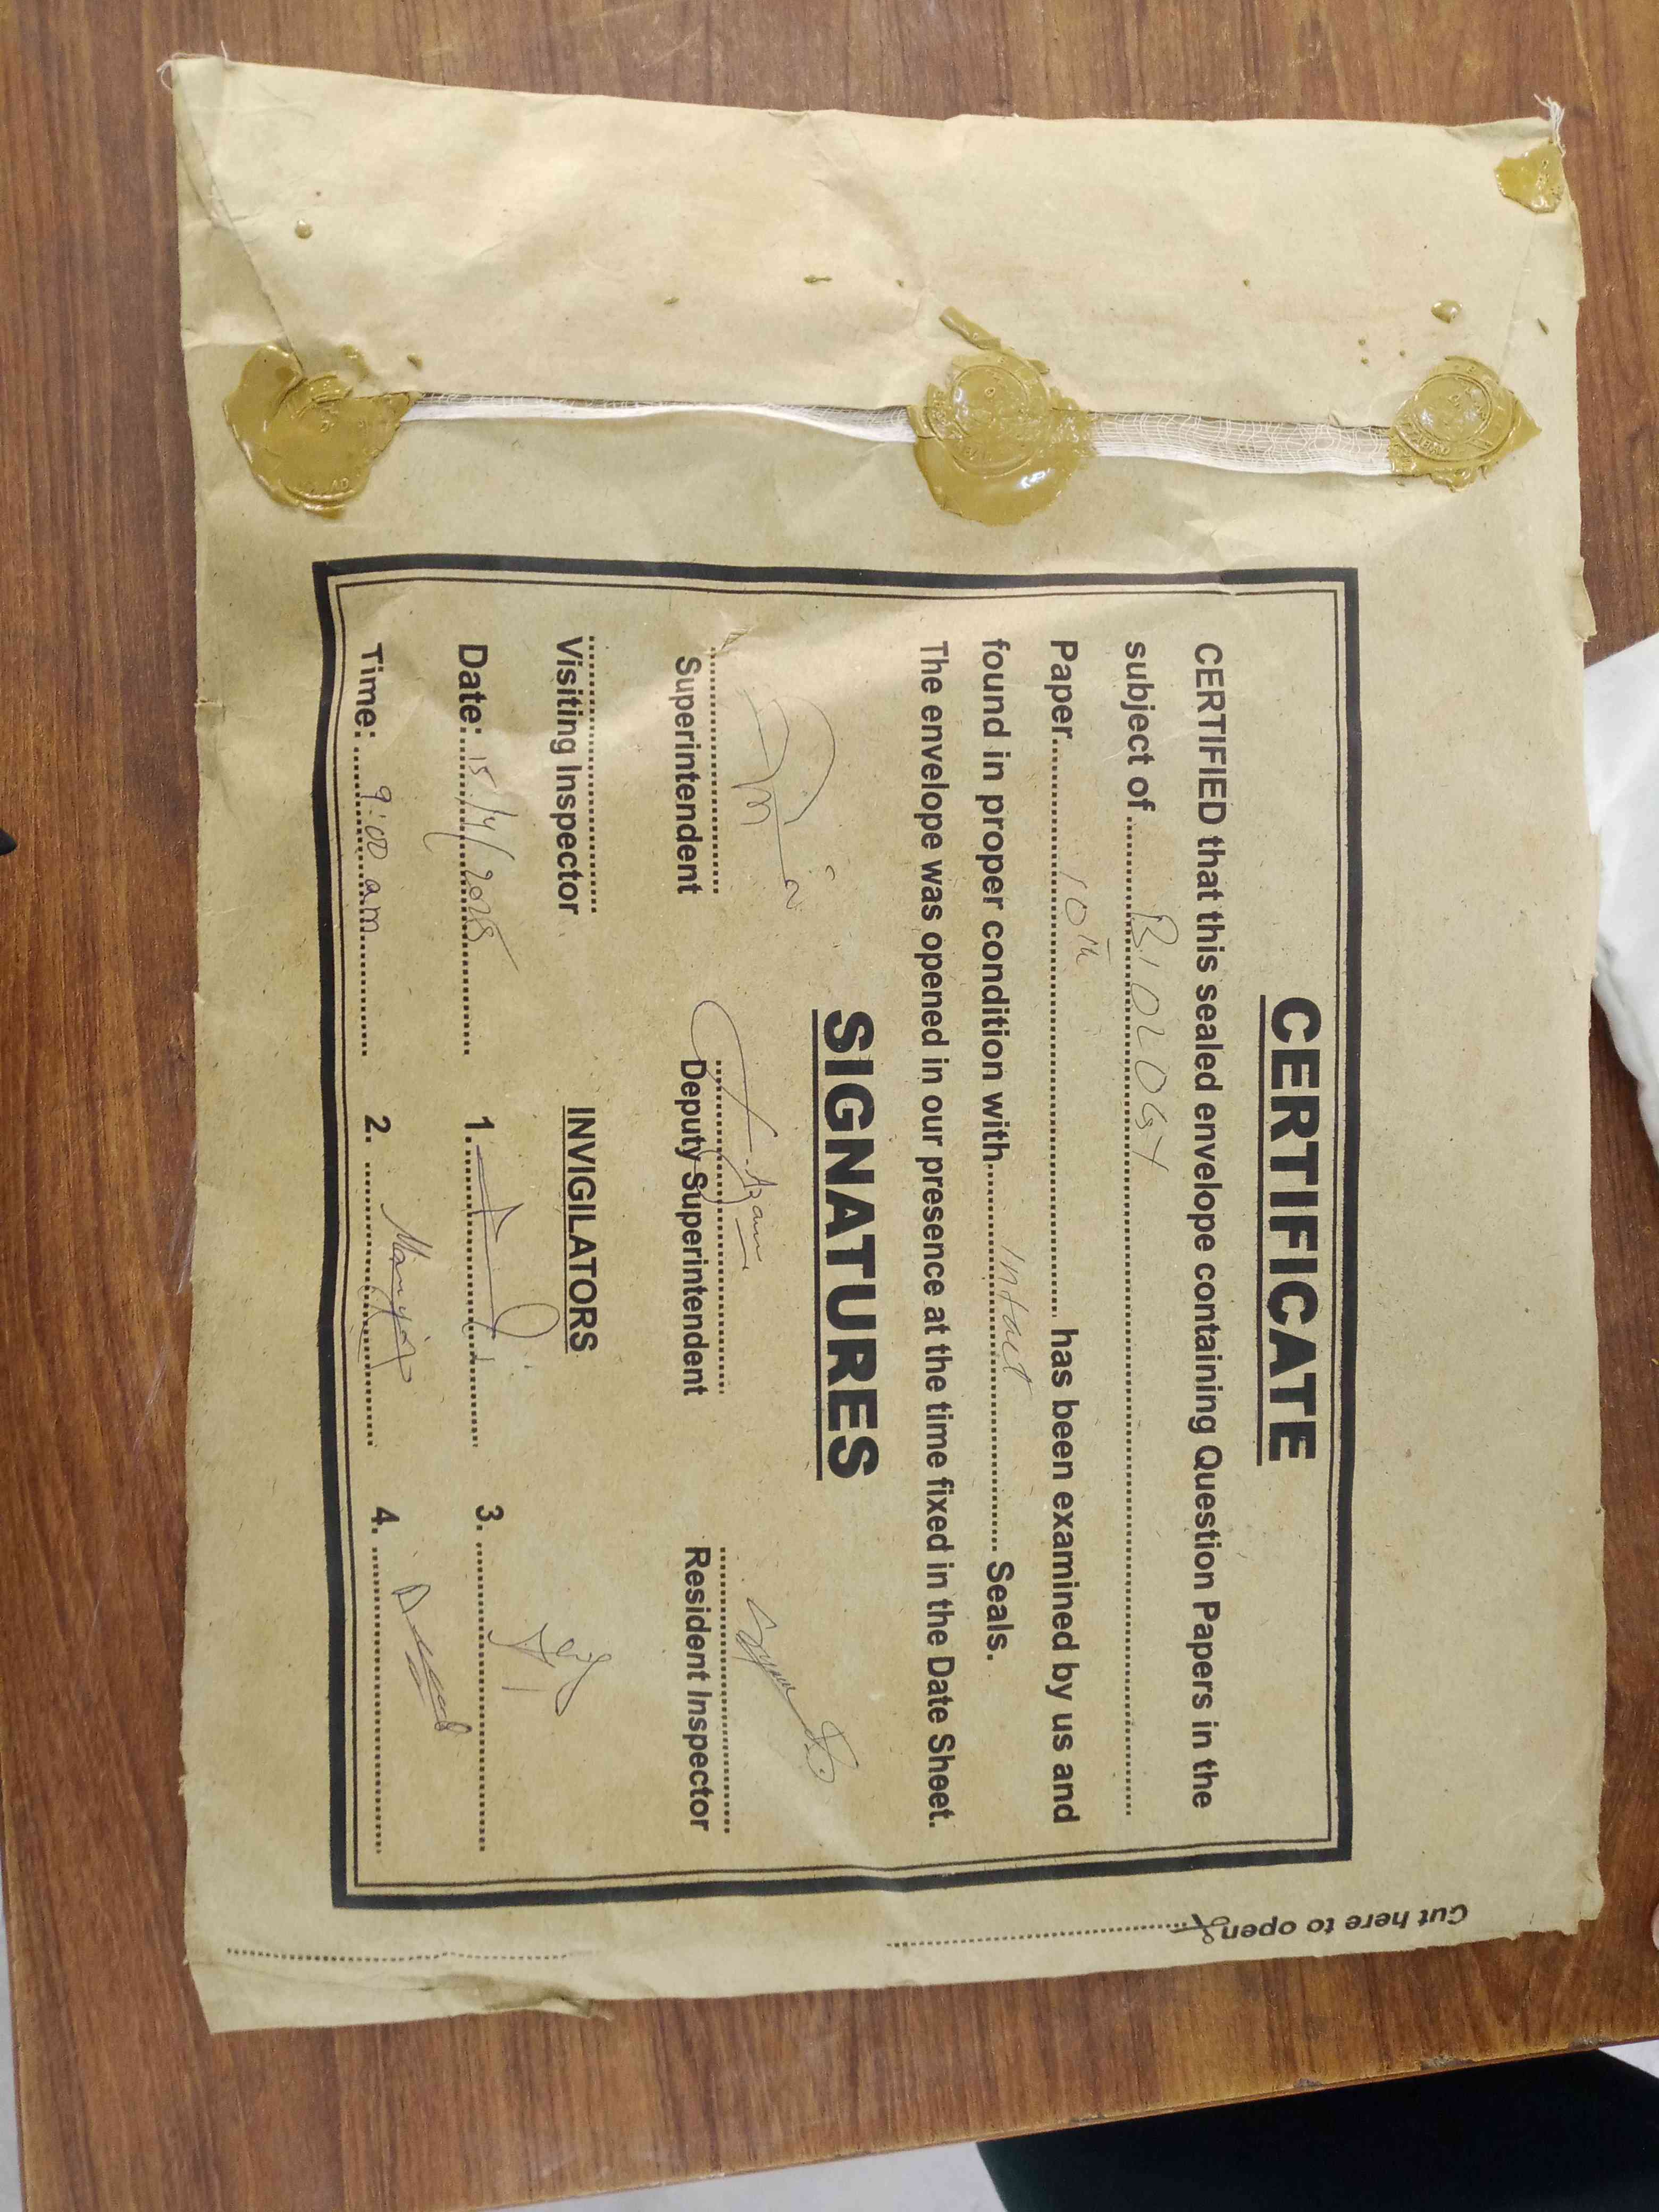 CERTIFICATE
CERTIFIED that this sealed envelope containing Question Papers in the
subject of BIOLOGY
Paper 10th has been examined by us and
found in proper condition with Intact Seals.
The envelope was opened in our presence at the time fixed in the Date Sheet.
SIGNATURES
Superintendent Deputy Superintendent Resident Inspector
Visiting Inspector INVIGILATORS
Date: 15/4/2025 1. 3.
Time: 9:00 am 2. 4.
Cut here to open